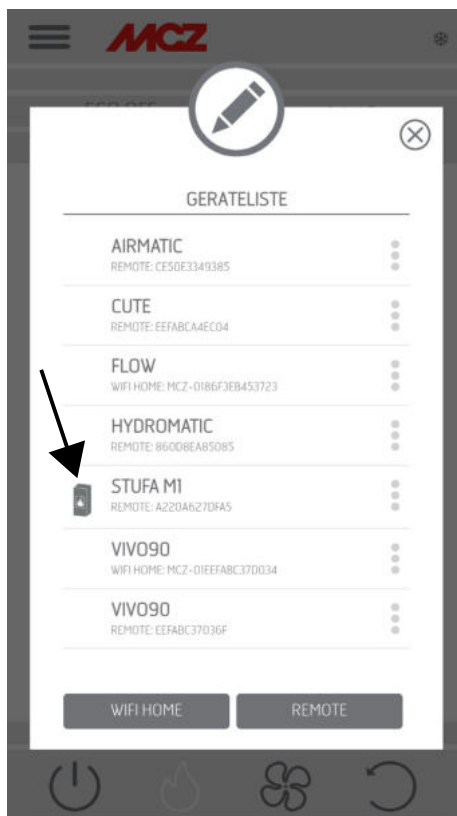 MCZ
GERATELISTE
AIRMATIC
REMOTE: CE50E3349385
CUTE
REMOTE: EEFABCA4EC04
FLOW
WIFI HOME: MCZ-0186F3EB453723
HYDROMATIC
REMOTE: 860D8EA85085
STUFA M1
REMOTE: A220A627DFA5
VIVO90
WIFI HOME: MCZ-01EEFABC37D034
VIVO90
REMOTE: EEFABC37036F
WIFI HOME
REMOTE